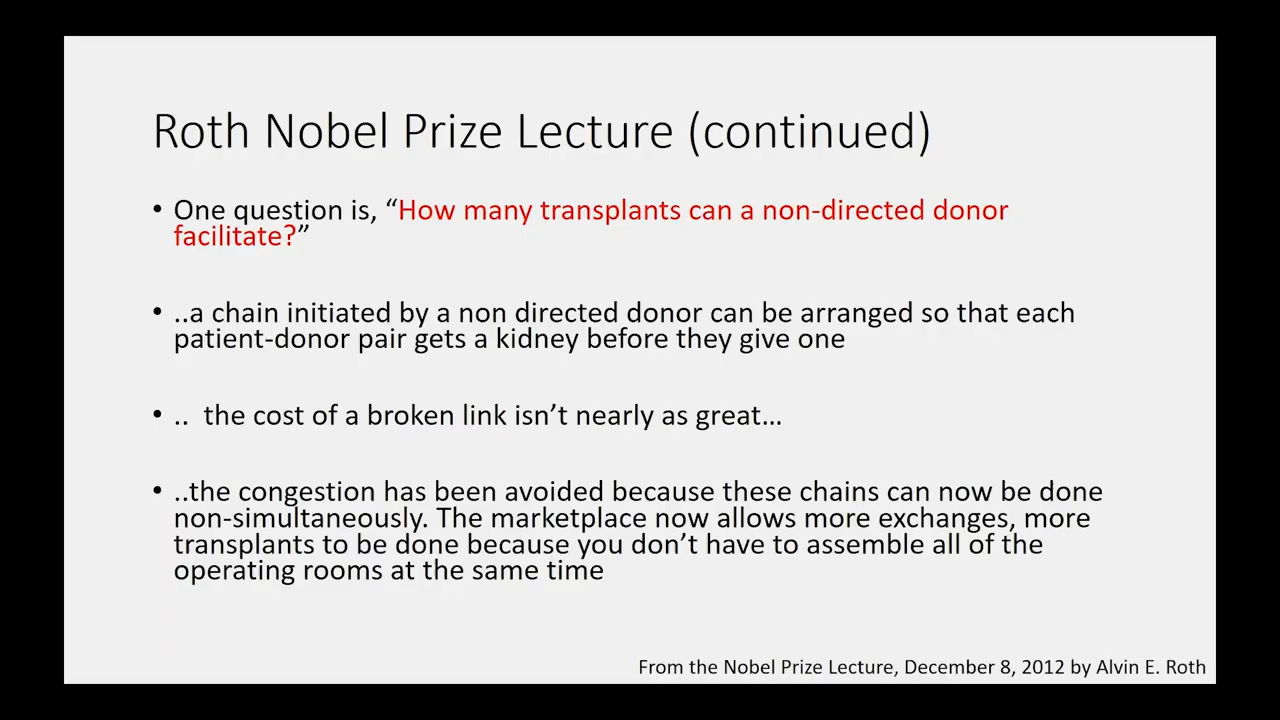 Roth Nobel Prize Lecture (continued)
• One question is, “How many transplants can a non-directed donor
facilitate?”
• ..a chain initiated by a non directed donor can be arranged so that each
patient-donor pair gets a kidney before they give one
• ..  the cost of a broken link isn’t nearly as great…
• ..the congestion has been avoided because these chains can now be done
non-simultaneously. The marketplace now allows more exchanges, more
transplants to be done because you don’t have to assemble all of the
operating rooms at the same time
From the Nobel Prize Lecture, December 8, 2012 by Alvin E. Roth